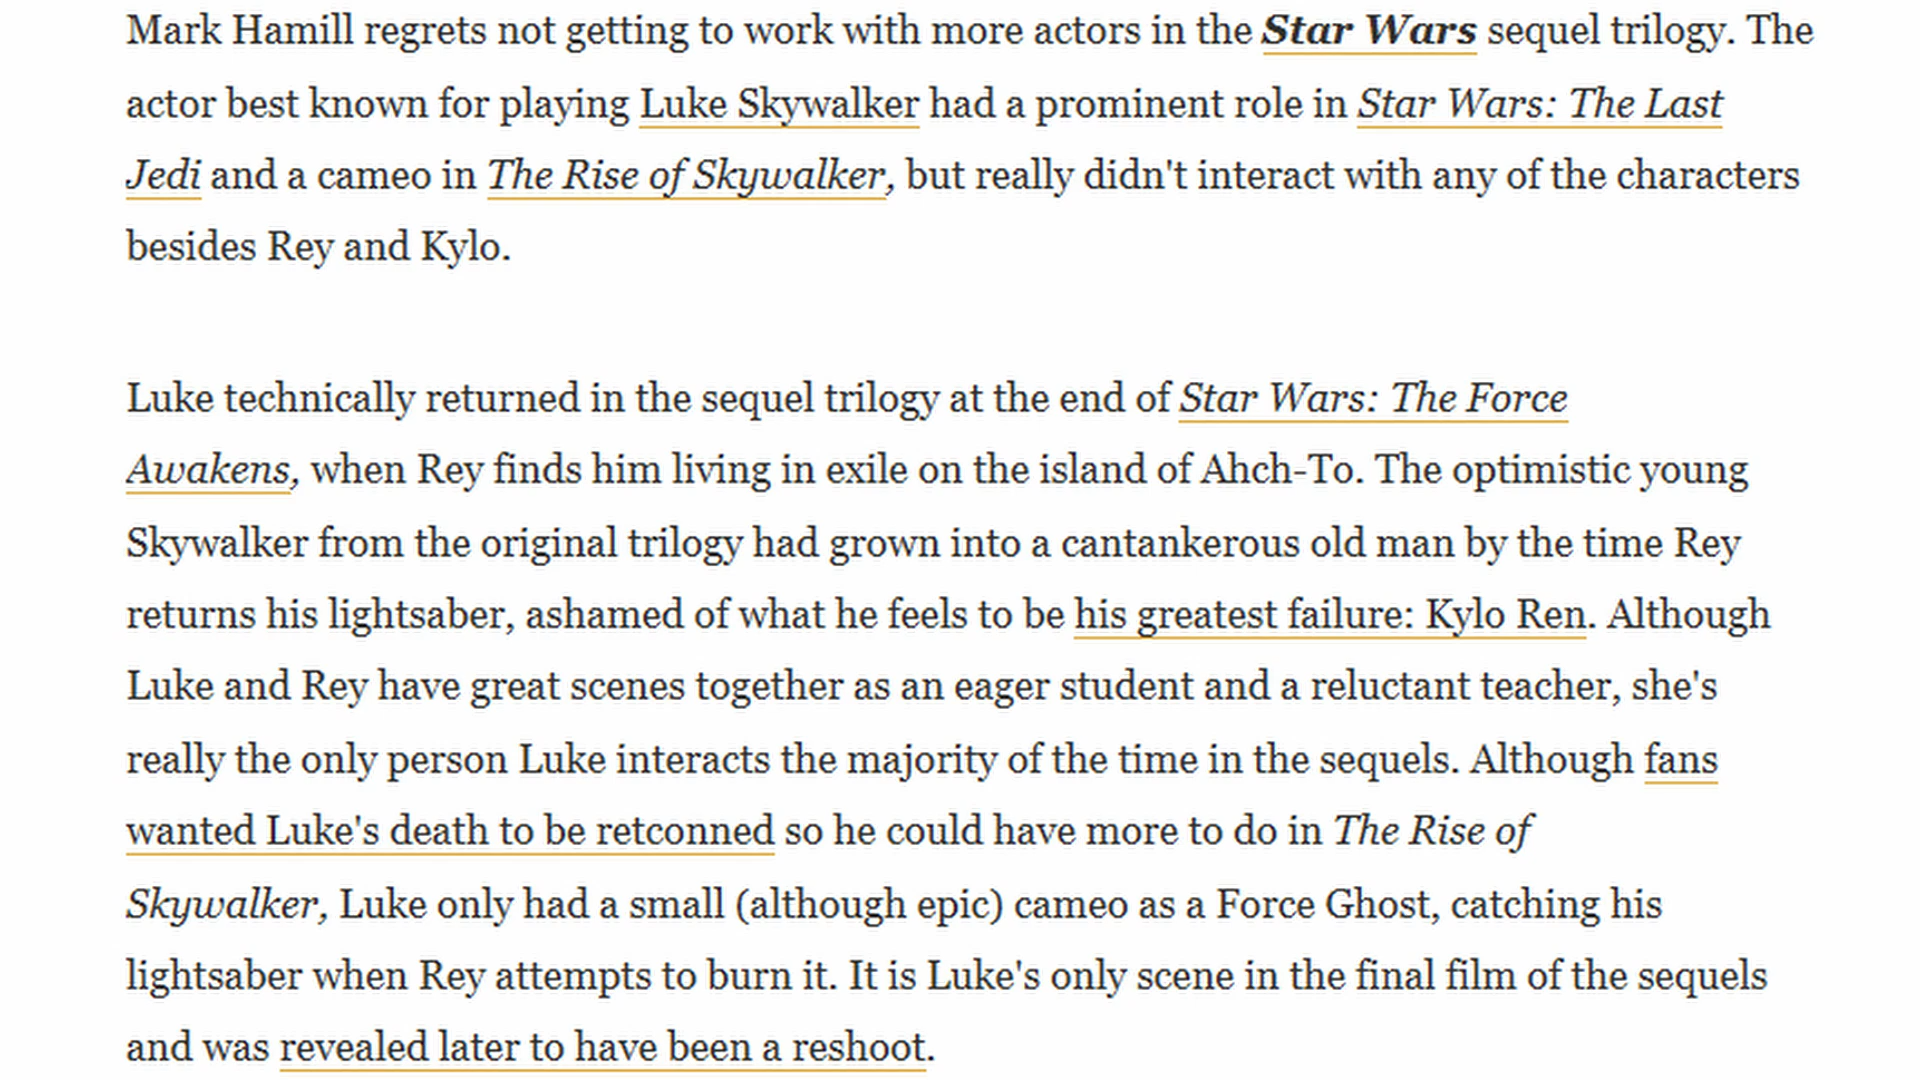 Mark Hamill regrets not getting to work with more actors in the Star Wars sequel trilogy. The
actor best known for playing Luke Skywalker had a prominent role in Star Wars: The Last
Jedi and a cameo in The Rise of Skywalker, but really didn't interact with any of the characters
besides Rey and Kylo.
Luke technically returned in the sequel trilogy at the end of Star Wars: The Force
Awakens, when Rey finds him living in exile on the island of Ahch-To. The optimistic young
Skywalker from the original trilogy had grown into a cantankerous old man by the time Rey
returns his lightsaber, ashamed of what he feels to be his greatest failure: Kylo Ren. Although
Luke and Rey have great scenes together as an eager student and a reluctant teacher, she's
really the only person Luke interacts the majority of the time in the sequels. Although fans
wanted Luke's death to be retconned so he could have more to do in The Rise of
Skywalker, Luke only had a small (although epic) cameo as a Force Ghost, catching his
lightsaber when Rey attempts to burn it. It is Luke's only scene in the final film of the sequels
and was revealed later to have been a reshoot.